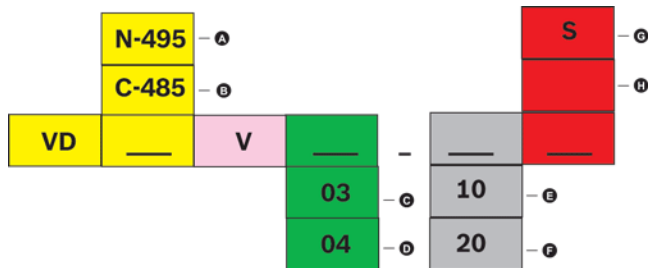 S G
N-495 A
H
C-485 B
VD ___ V ___ - ___ ___
03 C 10 E
04 D 20 F